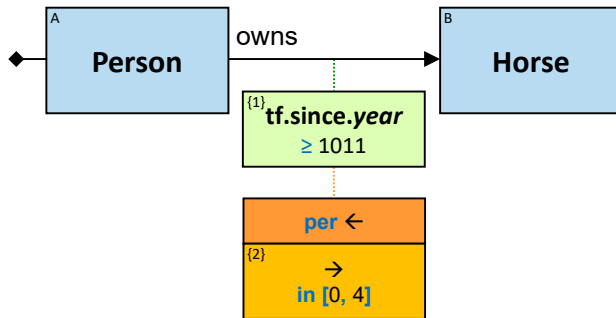 A
Person
owns
B
Horse
{1} tf.since.year
≥ 1011
per ←
{2}
→
in [0, 4]